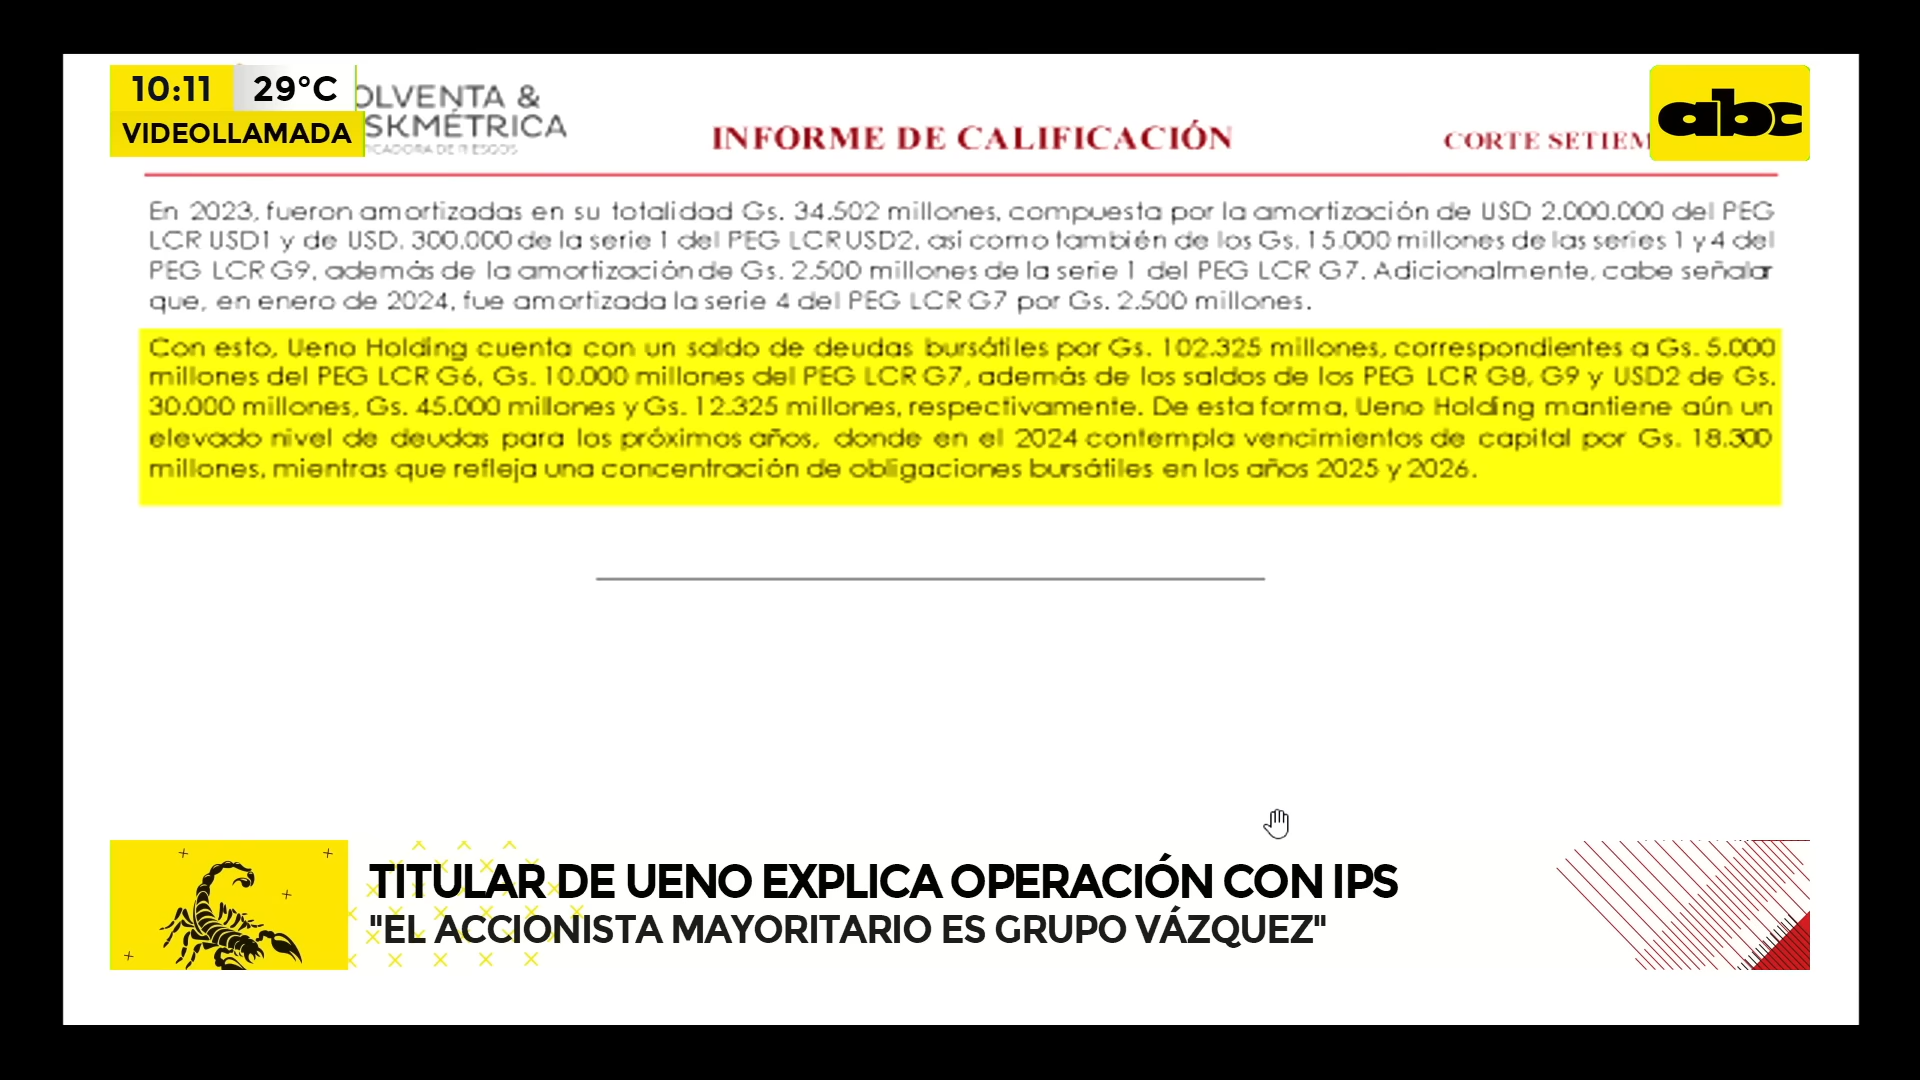 10:11 29°C
VIDEOLLAMADA
OLVENTA &
SKMÉTRICA
ICADORA DE RIESGOS
INFORME DE CALIFICACIÓN
CORTE SETIEM
abc
En 2023, fueron amortizadas en su totalidad Gs. 34.502 millones, compuesta por la amortización de USD 2.000.000 del PEG
LCR USD1 y de USD. 300.000 de la serie 1 del PEG LCR USD2, asi como también de los Gs. 15.000 millones de las series 1 y 4 del
PEG LCR G9, además de la amortización de Gs. 2.500 millones de la serie 1 del PEG LCR G7. Adicionalmente, cabe señalar
que, en enero de 2024, fue amortizada la serie 4 del PEG LCR G7 por Gs. 2.500 millones.
Con esto, Ueno Holding cuenta con un saldo de deudas bursátiles por Gs. 102.325 millones, correspondientes a Gs. 5.000
millones del PEG LCR G6, Gs. 10.000 millones del PEG LCR G7, además de los saldos de los PEG LCR G8, G9 y USD2 de Gs.
30.000 millones, Gs. 45.000 millones y Gs. 12.325 millones, respectivamente. De esta forma, Ueno Holding mantiene aún un
elevado nivel de deudas para los próximos años, donde en el 2024 contempla vencimientos de capital por Gs. 18.300
millones, mientras que refleja una concentración de obligaciones bursátiles en los años 2025 y 2026.
TITULAR DE UENO EXPLICA OPERACIÓN CON IPS
"EL ACCIONISTA MAYORITARIO ES GRUPO VÁZQUEZ"